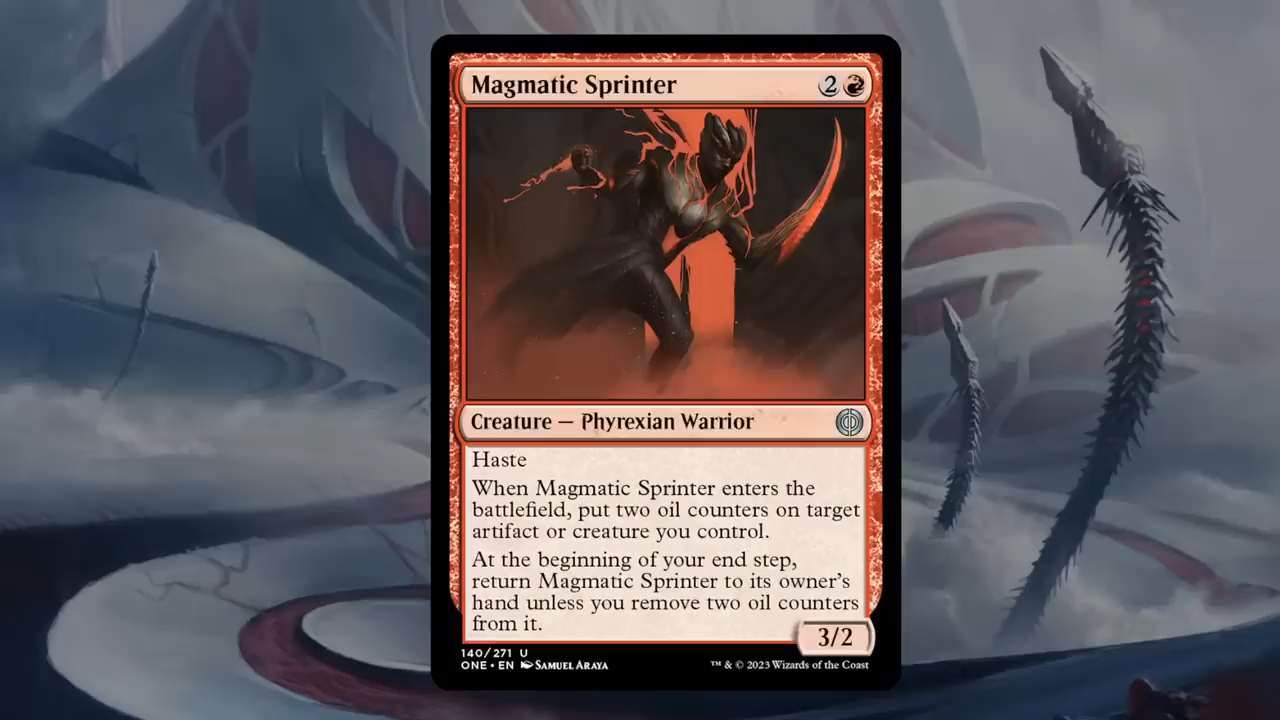 Magmatic Sprinter 2
Creature — Phyrexian Warrior
Haste
When Magmatic Sprinter enters the
battlefield, put two oil counters on target
artifact or creature you control.
At the beginning of your end step,
return Magmatic Sprinter to its owner's
hand unless you remove two oil counters
from it.
3/2
140/271 U
ONE • EN SAMUEL ARAYA
™ & © 2023 Wizards of the Coast